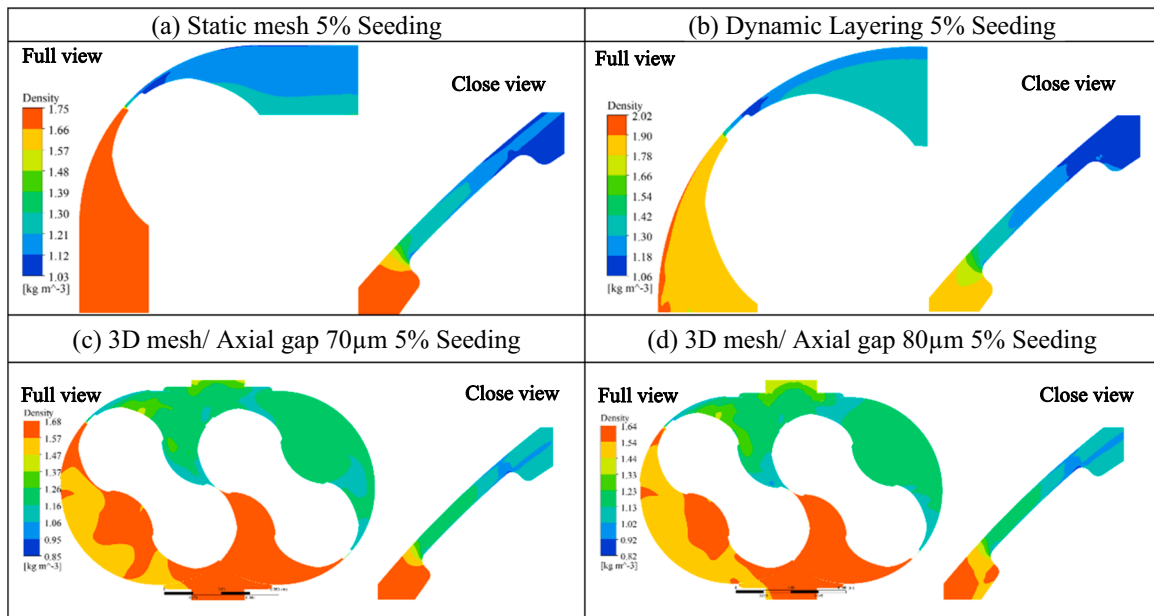 (a) Static mesh 5% Seeding
(b) Dynamic Layering 5% Seeding
Full view
Close view
Density
1.75
1.66
1.57
1.48
1.39
1.30
1.21
1.12
1.03
[kg m^-3]
Full view
Close view
Density
2.02
1.90
1.78
1.66
1.54
1.42
1.30
1.18
1.06
[kg m^-3]
(c) 3D mesh/ Axial gap 70µm 5% Seeding
(d) 3D mesh/ Axial gap 80µm 5% Seeding
Full view
Close view
Density
1.68
1.57
1.47
1.37
1.26
1.16
1.06
0.95
0.85
[kg m^-3]
Full view
Close view
Density
1.64
1.54
1.44
1.33
1.23
1.13
1.02
0.92
0.82
[kg m^-3]